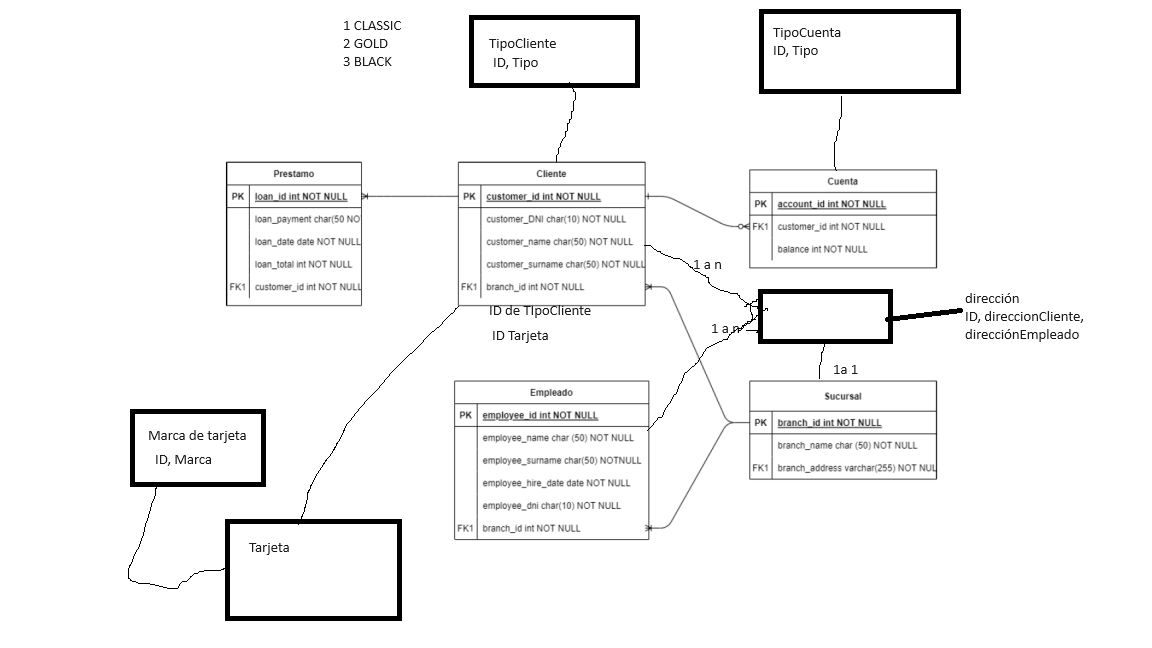 1 CLASSIC
2 GOLD
3 BLACK
TipoCliente
ID, Tipo
TipoCuenta
ID, Tipo
Prestamo
PK loan_id int NOT NULL
loan_payment char(50 NO
loan_date date NOT NULL
loan_total int NOT NULL
FK1 customer_id int NOT NULL
Cliente
PK customer_id int NOT NULL
customer_DNI char(10) NOT NULL
customer_name char(50) NOT NULL
customer_surname char(50) NOT NULL
FK1 branch_id int NOT NULL
ID de TIpoCliente
ID Tarjeta
Cuenta
PK account_id int NOT NULL
FK1 customer_id int NOT NULL
balance int NOT NULL
1 a n
1 a n
dirección
ID, direccionCliente,
direcciónEmpleado
1a 1
Empleado
PK employee_id int NOT NULL
employee_name char (50) NOT NULL
employee_surname char(50) NOTNULL
employee_hire_date date NOT NULL
employee_dni char(10) NOT NULL
FK1 branch_id int NOT NULL
Sucursal
PK branch_id int NOT NULL
branch_name char (50) NOT NULL
FK1 branch_address varchar(255) NOT NUL
Marca de tarjeta
ID, Marca
Tarjeta